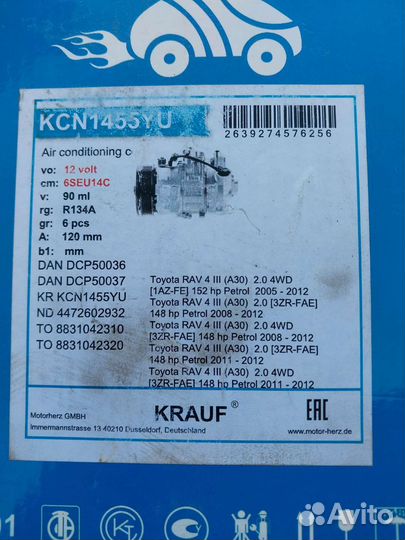 KCN1455YU
2639274576256
Air conditioning c
vo: 12 volt
cm: 6SEU14C
v: 90 ml
rg: R134A
gr: 6 pcs
A: 120 mm
b1: mm
DAN DCP50036
DAN DCP50037
KR KCN1455YU
ND 4472602932
TO 8831042310
TO 8831042320
Toyota RAV 4 III (A30) 2.0 4WD
[1AZ-FE] 152 hp Petrol 2005 - 2012
Toyota RAV 4 III (A30) 2.0 [3ZR-FAE]
148 hp Petrol 2008 - 2012
Toyota RAV 4 III (A30) 2.0 4WD
[3ZR-FAE] 148 hp Petrol 2008 - 2012
Toyota RAV 4 III (A30) 2.0 [3ZR-FAE]
148 hp Petrol 2011 - 2012
Toyota RAV 4 III (A30) 2.0 4WD
[3ZR-FAE] 148 hp Petrol 2011 - 2012
Motorherz GMBH
Immermannstrasse 13 40210 Dusseldorf, Deutschland
KRAUF®
EAC
www.motor-herz.de
01
Avito